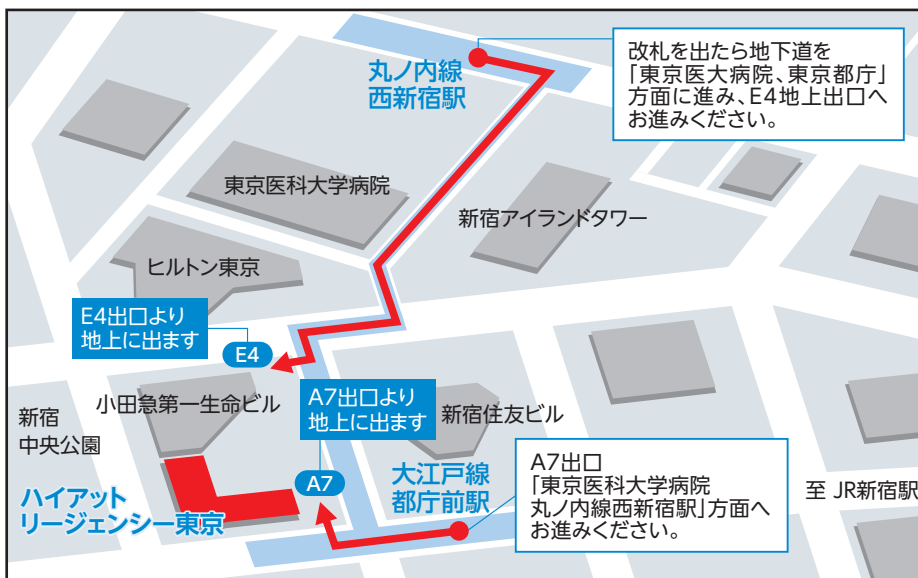 改札を出たら地下道を
「東京医大病院、東京都庁」
方面に進み、E4地上出口へ
お進みください。
丸ノ内線
西新宿駅
東京医科大学病院
新宿アイランドタワー
ヒルトン東京
E4出口より
地上に出ます
E4
小田急第一生命ビル
A7出口より
地上に出ます
新宿住友ビル
新宿
中央公園
A7
大江戸線
都庁前駅
A7出口
「東京医科大学病院
丸ノ内線西新宿駅」方面へ
お進みください。
至 JR新宿駅
ハイアット
リージェンシー東京